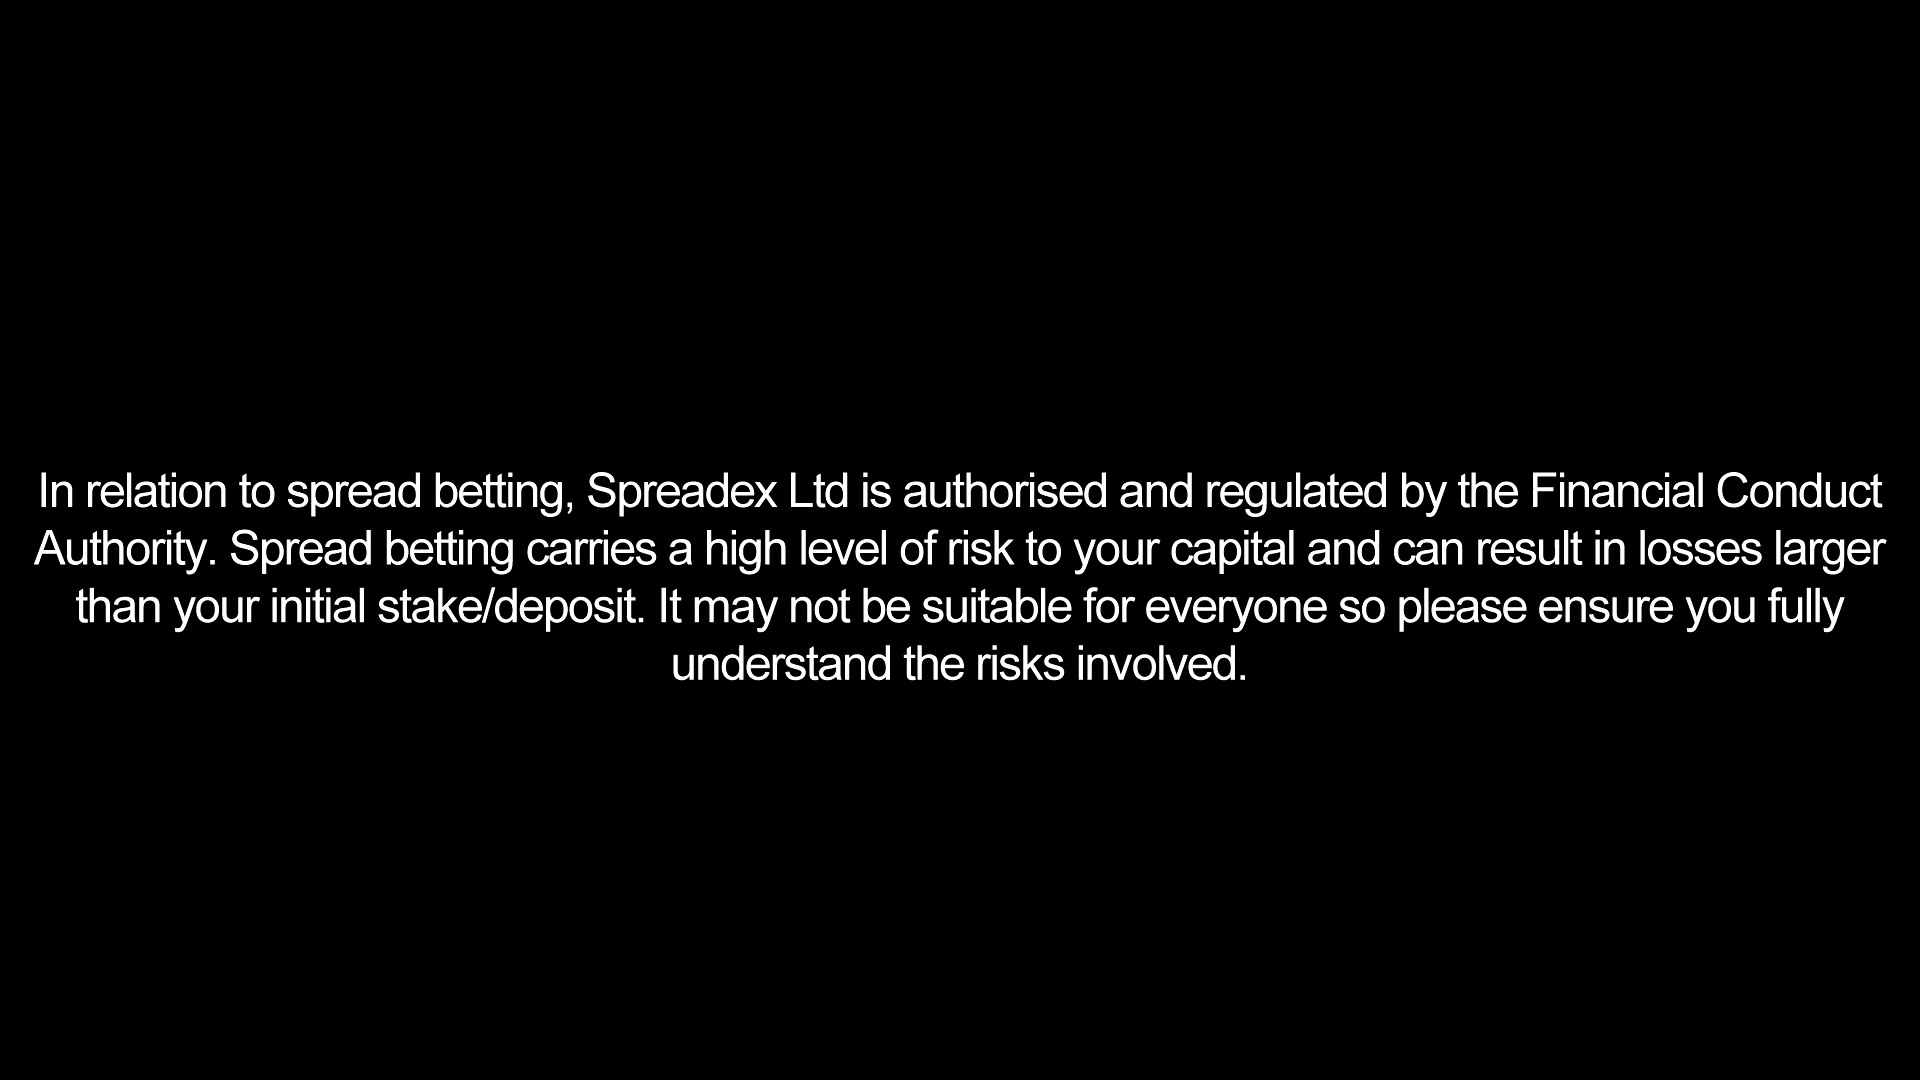 In relation to spread betting, Spreadex Ltd is authorised and regulated by the Financial Conduct
Authority. Spread betting carries a high level of risk to your capital and can result in losses larger
than your initial stake/deposit. It may not be suitable for everyone so please ensure you fully
understand the risks involved.